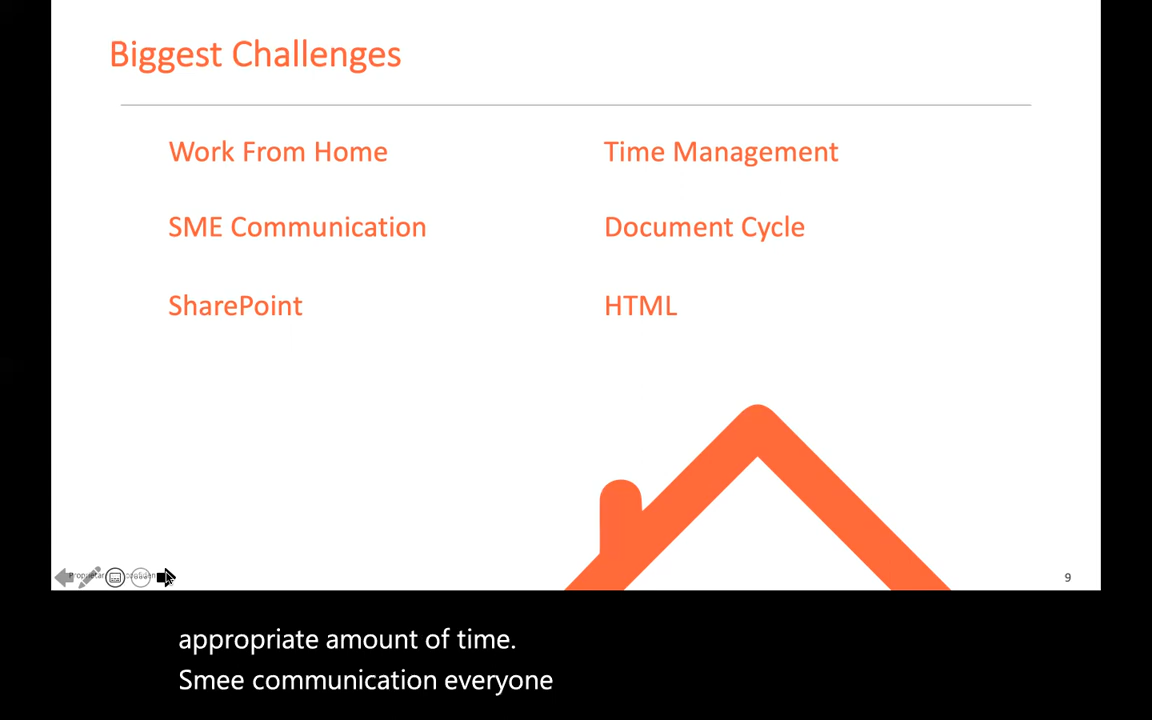 Biggest Challenges
Work From Home
Time Management
SME Communication
Document Cycle
SharePoint
HTML
9
appropriate amount of time.
Smee communication everyone